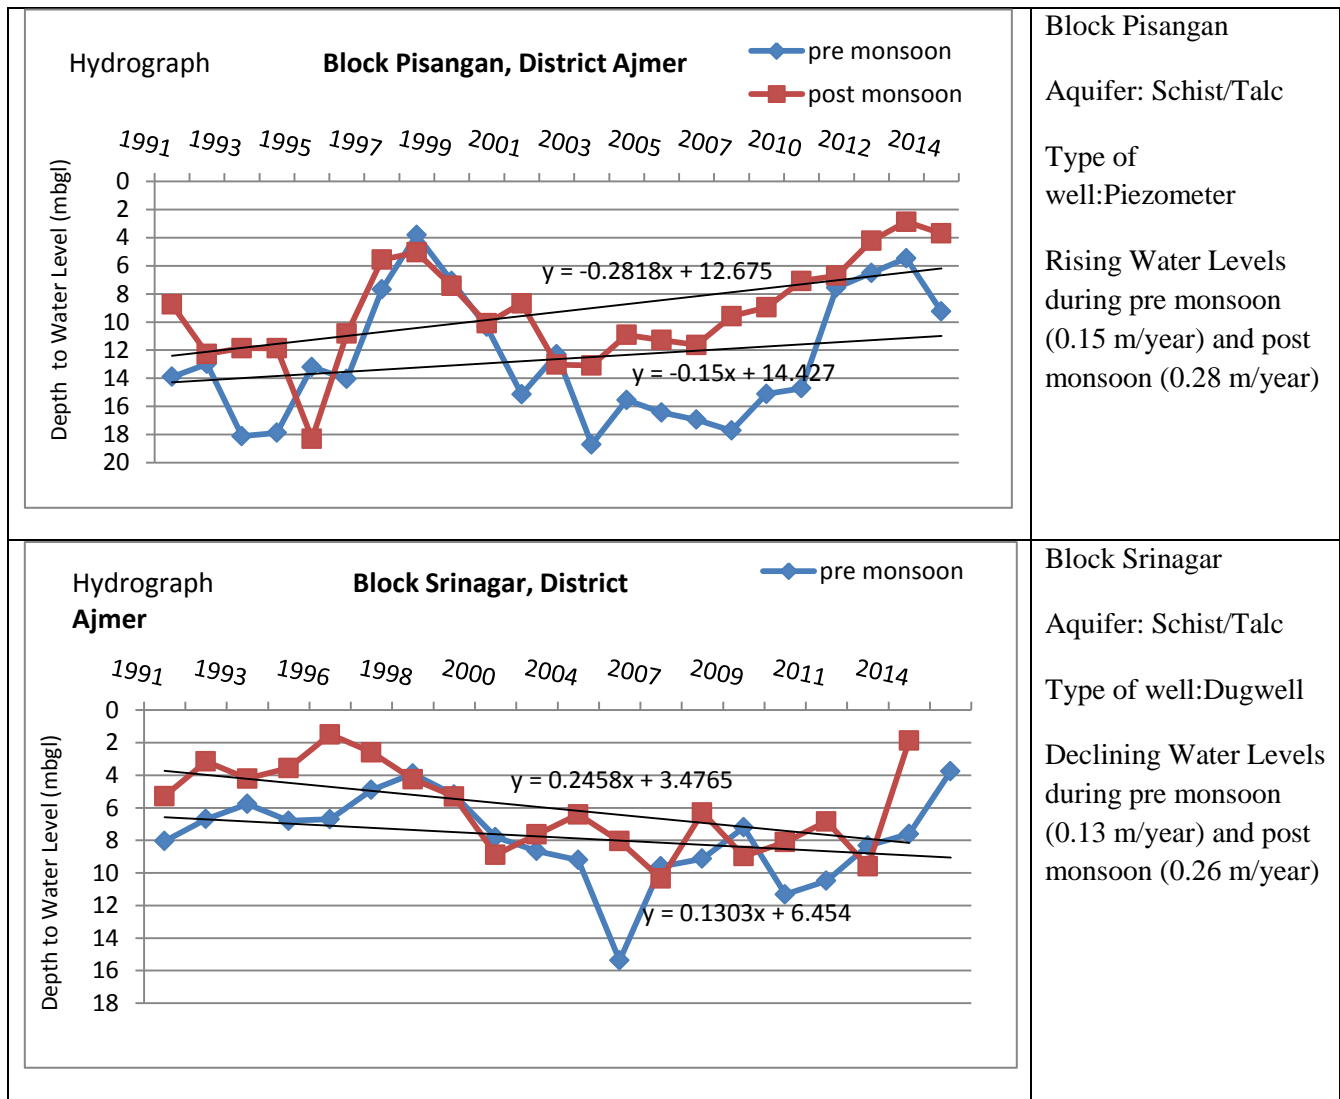 Hydrograph
Block Pisangan, District Ajmer
pre monsoon
post monsoon
1991 1993 1995 1997 1999 2001 2003 2005 2007 2010 2012 2014
Depth to Water Level (mbgl)
0
2
4
6
8
10
12
14
16
18
20
y = -0.2818x + 12.675
y = -0.15x + 14.427
Block Pisangan
Aquifer: Schist/Talc
Type of
well:Piezometer
Rising Water Levels
during pre monsoon
(0.15 m/year) and post
monsoon (0.28 m/year)
Hydrograph
Block Srinagar, District
Ajmer
pre monsoon
1991 1993 1996 1998 2000 2004 2007 2009 2011 2014
Depth to Water Level (mbgl)
0
2
4
6
8
10
12
14
16
18
y = 0.2458x + 3.4765
y = 0.1303x + 6.454
Block Srinagar
Aquifer: Schist/Talc
Type of well:Dugwell
Declining Water Levels
during pre monsoon
(0.13 m/year) and post
monsoon (0.26 m/year)